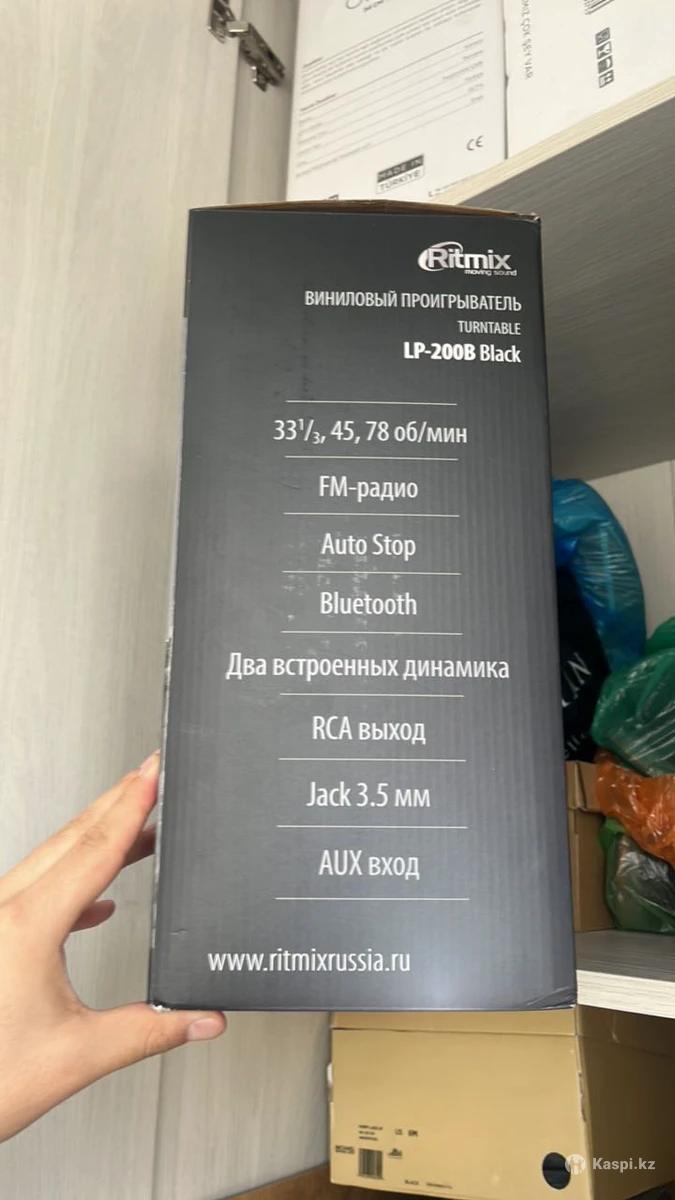 CE
MADE IN
TÜRKİYE
Ritmix
moving sound
ВИНИЛОВЫЙ ПРОИГРЫВАТЕЛЬ
TURNTABLE
LP-200B Black
33¹/₃, 45, 78 об/мин
FM-радио
Auto Stop
Bluetooth
Два встроенных динамика
RCA выход
Jack 3.5 мм
AUX вход
www.ritmixrussia.ru
Kaspi.kz